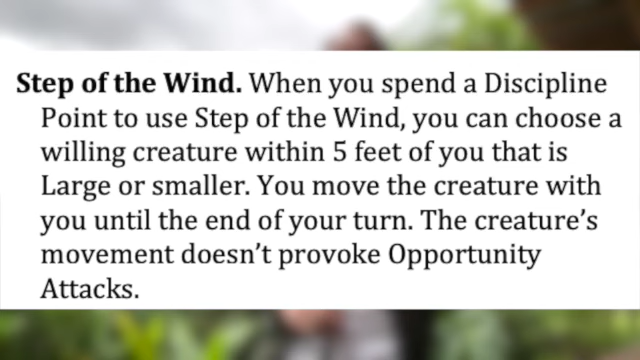 Step of the Wind. When you spend a Discipline
Point to use Step of the Wind, you can choose a
willing creature within 5 feet of you that is
Large or smaller. You move the creature with
you until the end of your turn. The creature’s
movement doesn’t provoke Opportunity
Attacks.